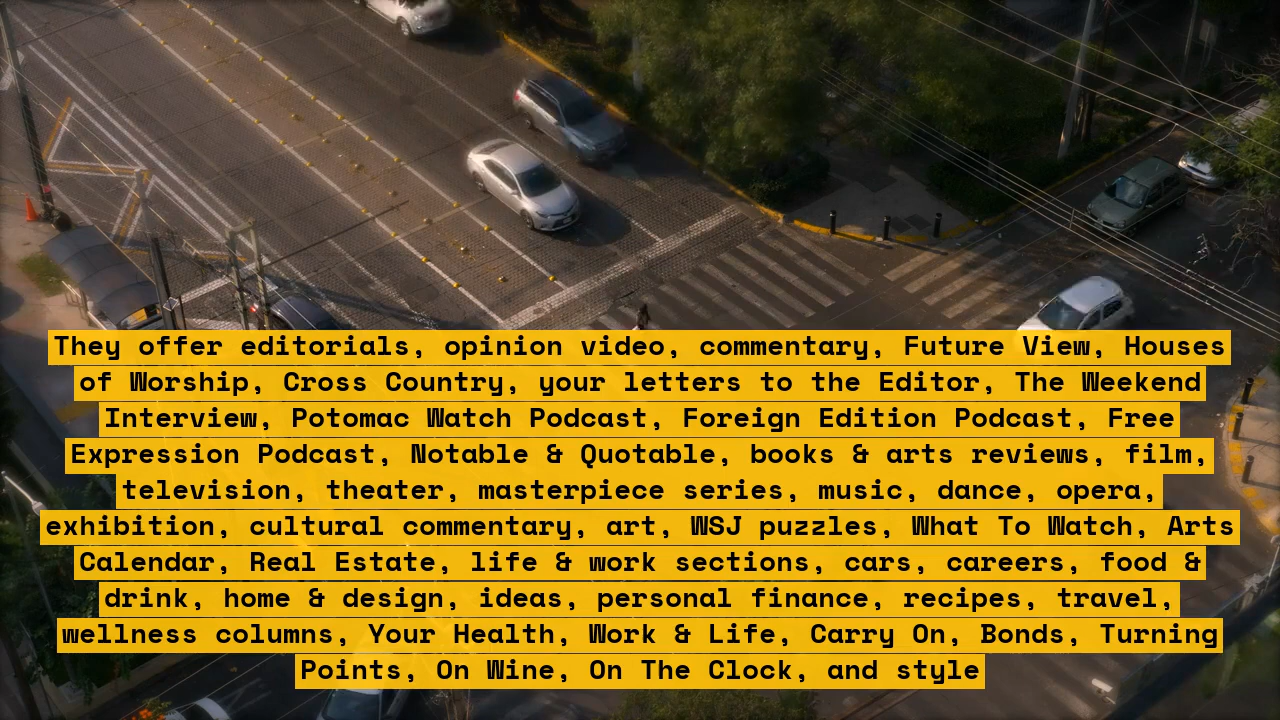 They offer editorials, opinion video, commentary, Future View, Houses
of Worship, Cross Country, your letters to the Editor, The Weekend
Interview, Potomac Watch Podcast, Foreign Edition Podcast, Free
Expression Podcast, Notable & Quotable, books & arts reviews, film,
television, theater, masterpiece series, music, dance, opera,
exhibition, cultural commentary, art, WSJ puzzles, What To Watch, Arts
Calendar, Real Estate, life & work sections, cars, careers, food &
drink, home & design, ideas, personal finance, recipes, travel,
wellness columns, Your Health, Work & Life, Carry On, Bonds, Turning
Points, On Wine, On The Clock, and style